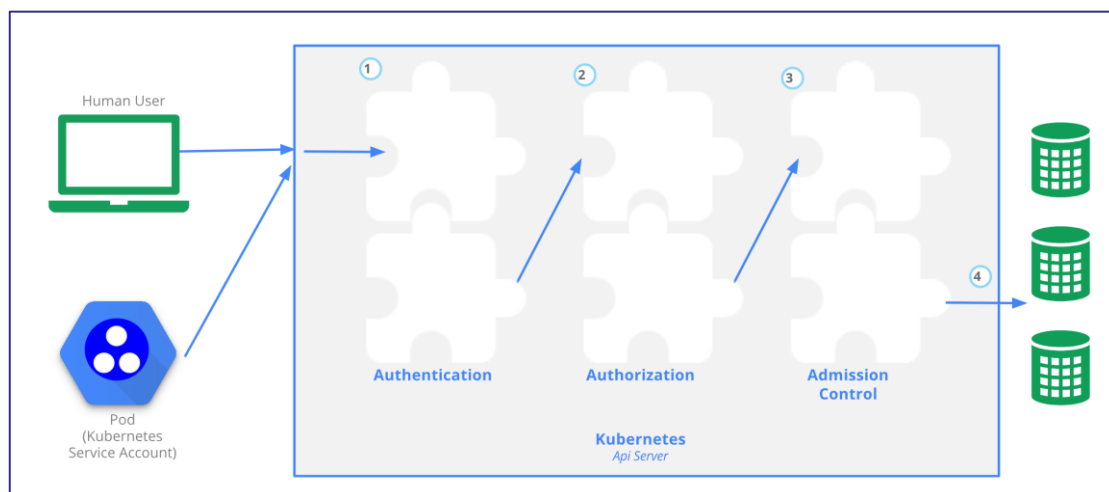 Human User
Pod
(Kubernetes
Service Account)
1
2
3
4
Authentication
Authorization
Admission
Control
Kubernetes
Api Server